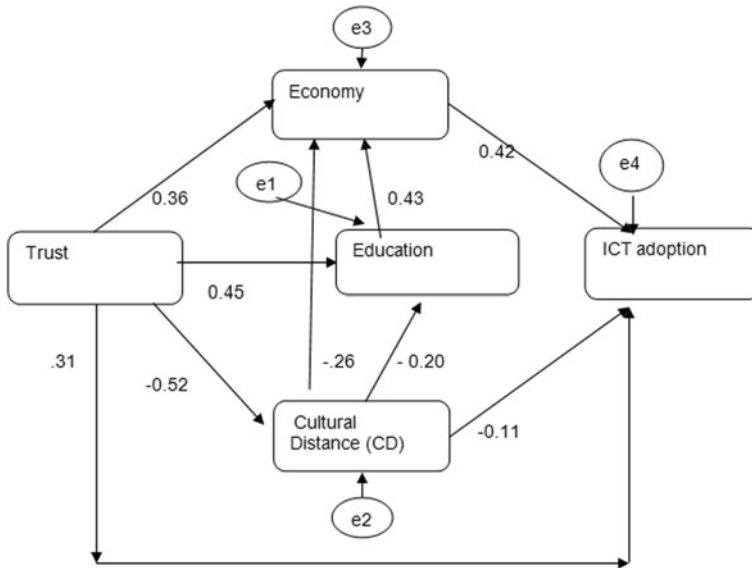 e3
Economy
0.42
e4
e1
0.36
0.43
Trust
Education
ICT adoption
0.45
.31
-0.52
-.26
- 0.20
Cultural
Distance (CD)
-0.11
e2